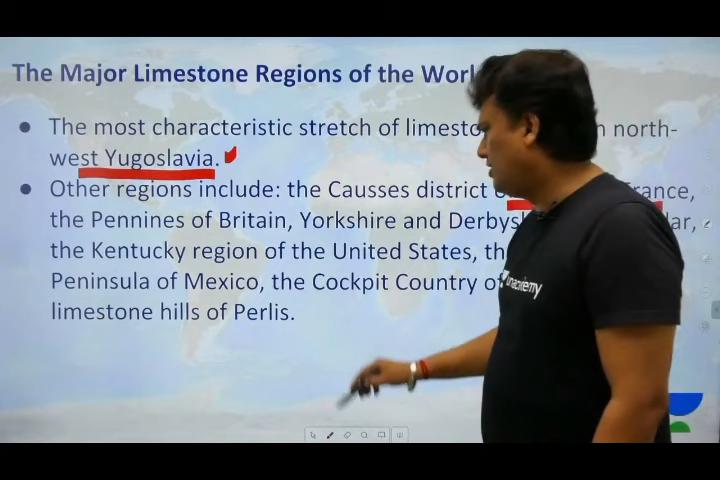 The Major Limestone Regions of the Worl
● The most characteristic stretch of limesto n north-
west Yugoslavia.
● Other regions include: the Causses district France,
the Pennines of Britain, Yorkshire and Derbys lar,
the Kentucky region of the United States, th
Peninsula of Mexico, the Cockpit Country o
limestone hills of Perlis.
unacademy